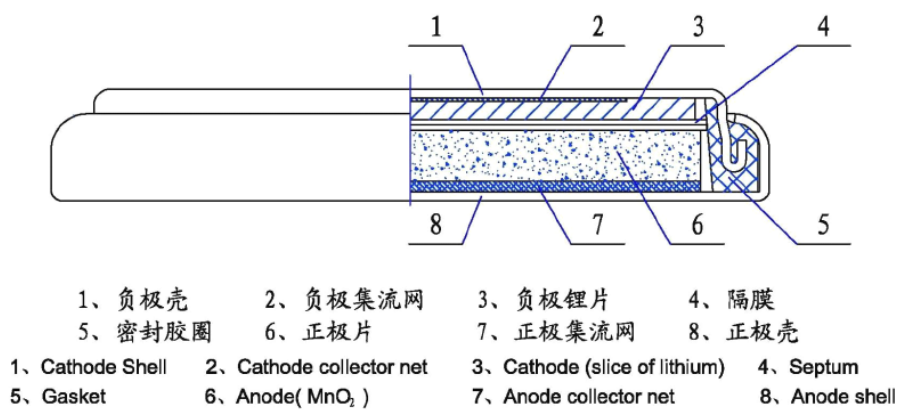 1 2 3 4
8 7 6 5
1、负极壳 2、负极集流网 3、负极锂片 4、隔膜
5、密封胶圈 6、正极片 7、正极集流网 8、正极壳
1、Cathode Shell 2、Cathode collector net 3、Cathode (slice of lithium) 4、Septum
5、Gasket 6、Anode( MnO₂ ) 7、Anode collector net 8、Anode shell